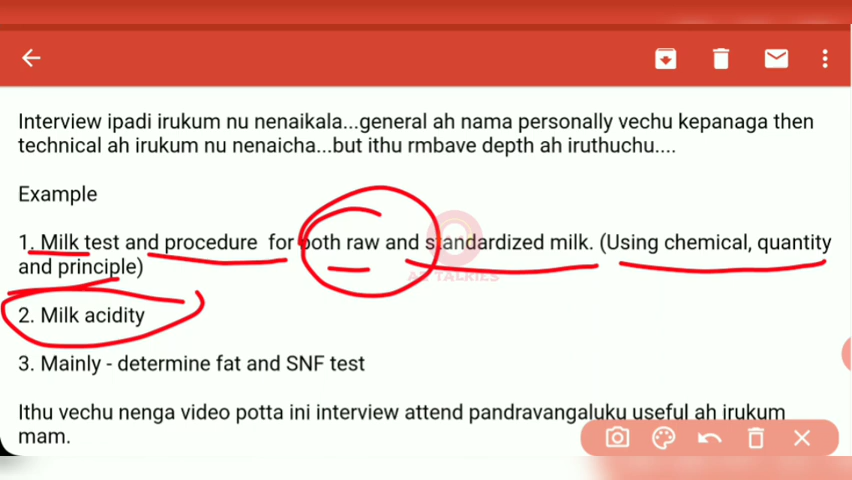 Interview ipadi irukum nu nenaikala...general ah nama personally vechu kepanaga then
technical ah irukum nu nenaicha...but ithu rmbave depth ah iruthuchu....
Example
1. Milk test and procedure for both raw and standardized milk. (Using chemical, quantity
and principle)
2. Milk acidity
3. Mainly - determine fat and SNF test
Ithu vechu nenga video potta ini interview attend pandravangaluku useful ah irukum
mam.